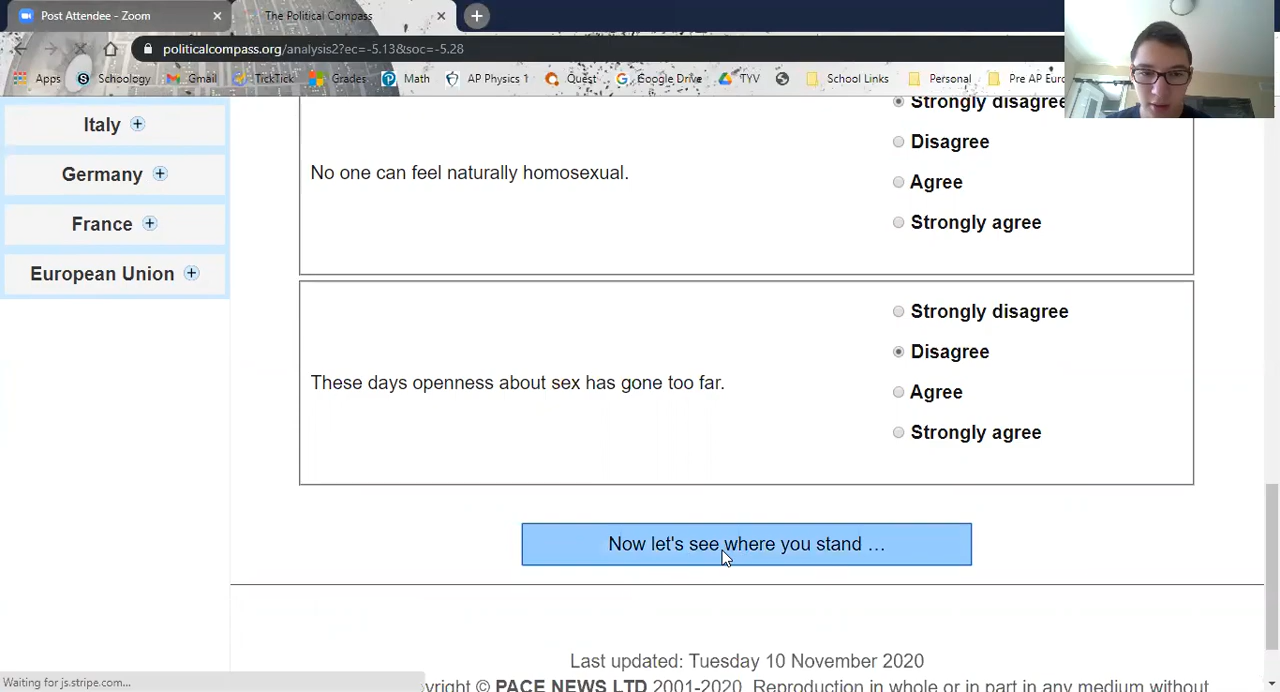 Post Attendee - Zoom
The Political Compass
politicalcompass.org/analysis2?ec=-5.13&soc=-5.28
Apps Schoology Gmail TickTick Grades Math AP Physics 1 Quest Google Drive TYV School Links Personal Pre AP Euro
Italy
Germany
France
European Union
Strongly disagree
Disagree
No one can feel naturally homosexual.
Agree
Strongly agree
Strongly disagree
Disagree
These days openness about sex has gone too far.
Agree
Strongly agree
Now let's see where you stand …
Last updated: Tuesday 10 November 2020
Copyright © PACE NEWS LTD 2001-2020. Reproduction in whole or in part in any medium without
Waiting for js.stripe.com...